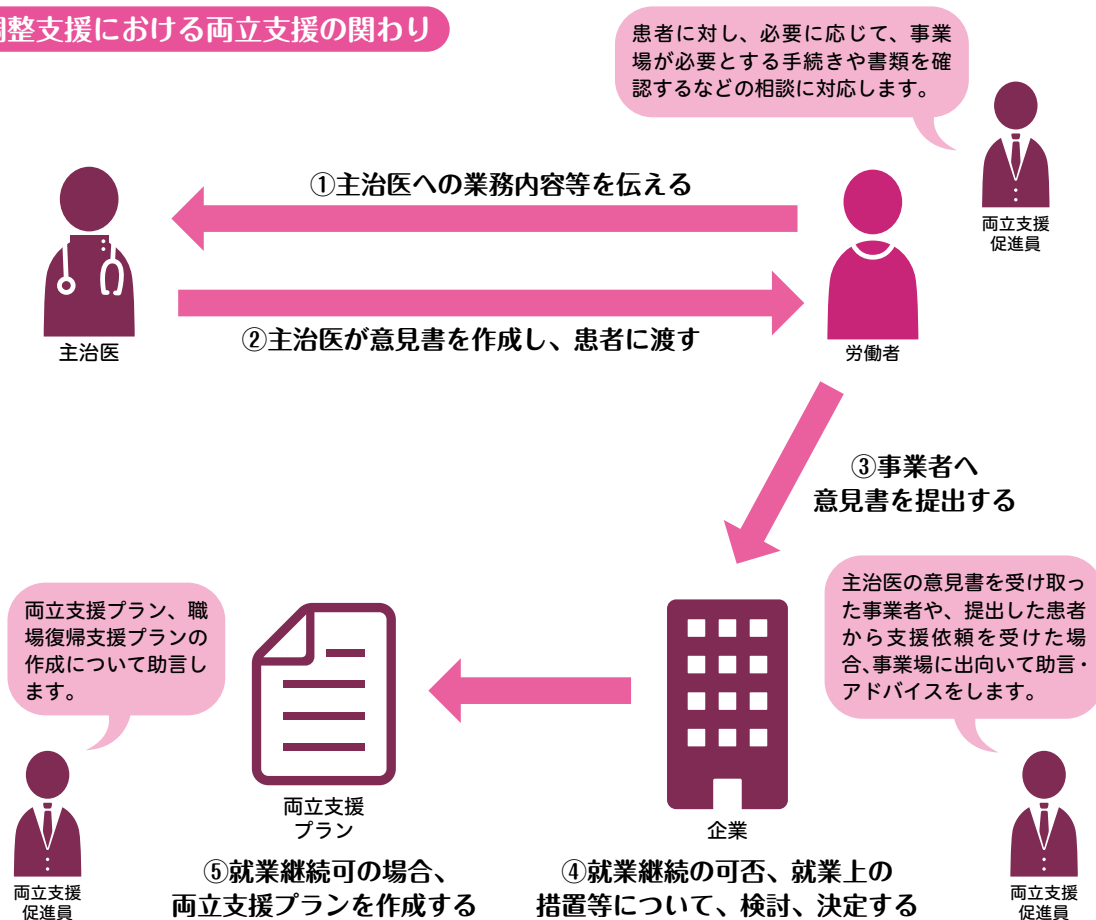 調整支援における両立支援の関わり
患者に対し、必要に応じて、事業
場が必要とする手続きや書類を確
認するなどの相談に対応します。
両立支援
促進員
①主治医への業務内容等を伝える
主治医
②主治医が意見書を作成し、患者に渡す
労働者
③事業者へ
意見書を提出する
主治医の意見書を受け取っ
た事業者や、提出した患者
から支援依頼を受けた場
合、事業場に出向いて助言・
アドバイスをします。
両立支援
促進員
企業
④就業継続の可否、就業上の
措置等について、検討、決定する
両立支援
プラン
⑤就業継続可の場合、
両立支援プランを作成する
両立支援プラン、職
場復帰支援プランの
作成について助言し
ます。
両立支援
促進員